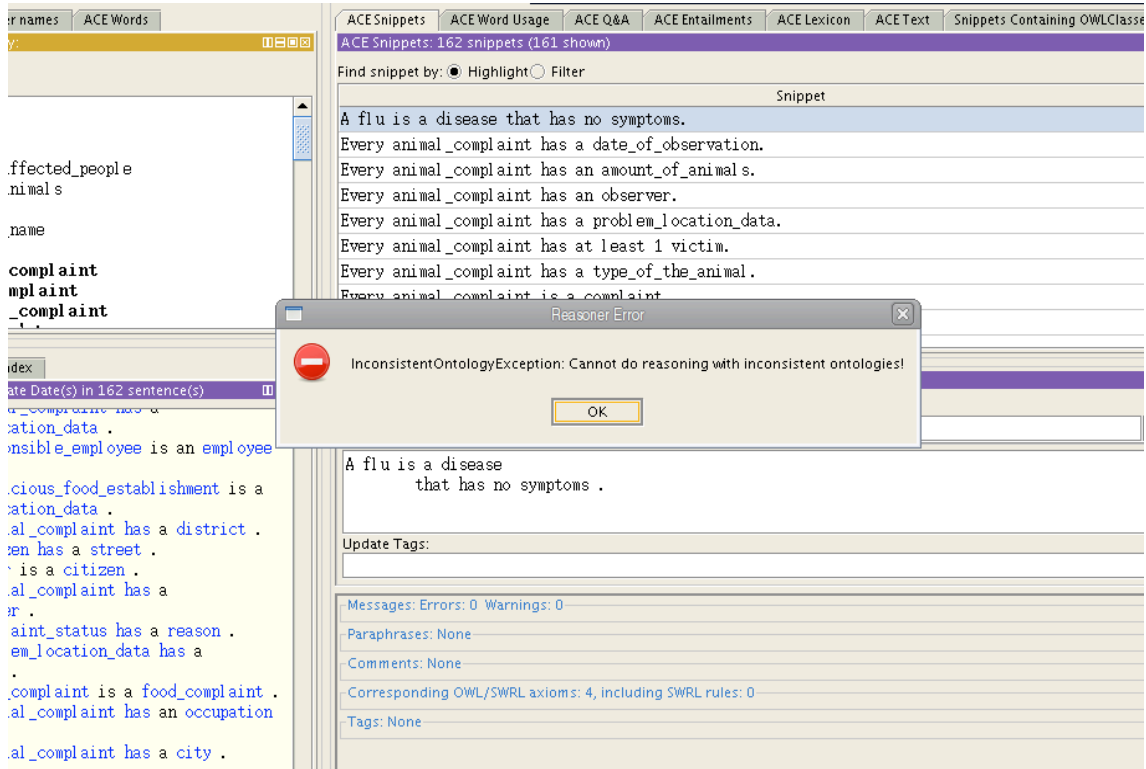 er names
ACE Words
y:
ffected_people
nimals
_name
complaint
mplaint
_complaint
ndex
ate Date(s) in 162 sentence(s)
cation_data .
onsible_employee is an employee
cious_food_establishment is a
cation_data .
al_complaint has a district .
zen has a street .
r is a citizen .
al_complaint has a
er .
aint_status has a reason .
em_location_data has a
.
_complaint is a food_complaint .
al_complaint has an occupation
al_complaint has a city .
ACE Snippets
ACE Word Usage
ACE Q&A
ACE Entailments
ACE Lexicon
ACE Text
Snippets Containing OWLClasse
ACE Snippets: 162 snippets (161 shown)
Find snippet by: Highlight Filter
Snippet
A flu is a disease that has no symptoms.
Every animal_complaint has a date_of_observation.
Every animal_complaint has an amount_of_animals.
Every animal_complaint has an observer.
Every animal_complaint has a problem_location_data.
Every animal_complaint has at least 1 victim.
Every animal_complaint has a type_of_the_animal.
Every animal_complaint is a complaint
Reasoner Error
InconsistentOntologyException: Cannot do reasoning with inconsistent ontologies!
OK
A flu is a disease
that has no symptoms .
Update Tags:
Messages: Errors: 0 Warnings: 0
Paraphrases: None
Comments: None
Corresponding OWL/SWRL axioms: 4, including SWRL rules: 0
Tags: None